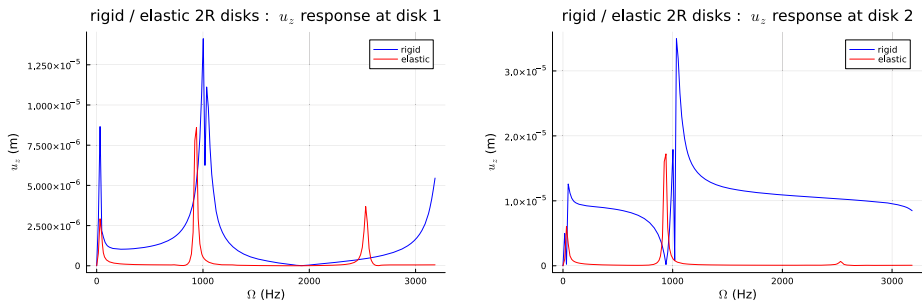 rigid / elastic 2R disks : u_z response at disk 1
rigid
elastic
1.250×10⁻⁵
1.000×10⁻⁵
7.500×10⁻⁶
5.000×10⁻⁶
2.500×10⁻⁶
0
u_z (m)
0 1000 2000 3000
Ω (Hz)
rigid / elastic 2R disks : u_z response at disk 2
rigid
elastic
3.0×10⁻⁵
2.0×10⁻⁵
1.0×10⁻⁵
0
u_z (m)
0 1000 2000 3000
Ω (Hz)